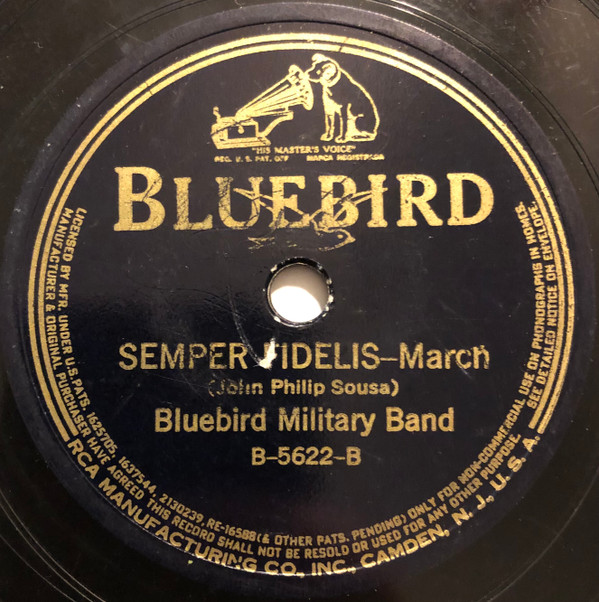 "HIS MASTER'S VOICE"
REG. U.S. PAT. OFF. MARCA REGISTRADA
BLUEBIRD
SEMPER FIDELIS–March
(John Philip Sousa)
Bluebird Military Band
B-5622-B
LICENSED BY MFR. UNDER U.S. PATS. 1625705, 1637544, 2130239, RE-16588 (& OTHER PATS. PENDING) ONLY FOR NON-COMMERCIAL USE ON PHONOGRAPHS IN HOMES.
MANUFACTURER & ORIGINAL PURCHASER HAVE AGREED THIS RECORD SHALL NOT BE RESOLD OR USED FOR ANY OTHER PURPOSE. SEE DETAILED NOTICE ON ENVELOPE.
RCA MANUFACTURING CO., INC., CAMDEN, N. J., U. S. A.